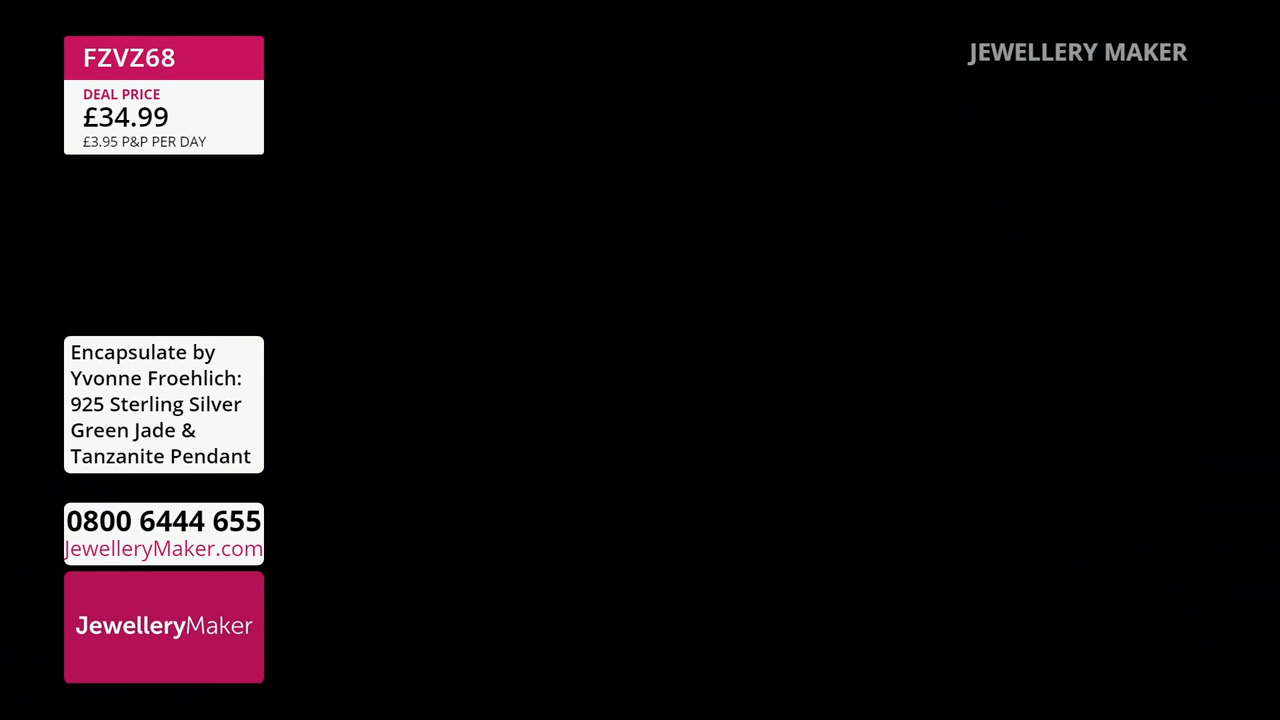 FZVZ68
DEAL PRICE
£34.99
£3.95 P&P PER DAY
JEWELLERY MAKER
Encapsulate by
Yvonne Froehlich:
925 Sterling Silver
Green Jade &
Tanzanite Pendant
0800 6444 655
JewelleryMaker.com
JewelleryMaker